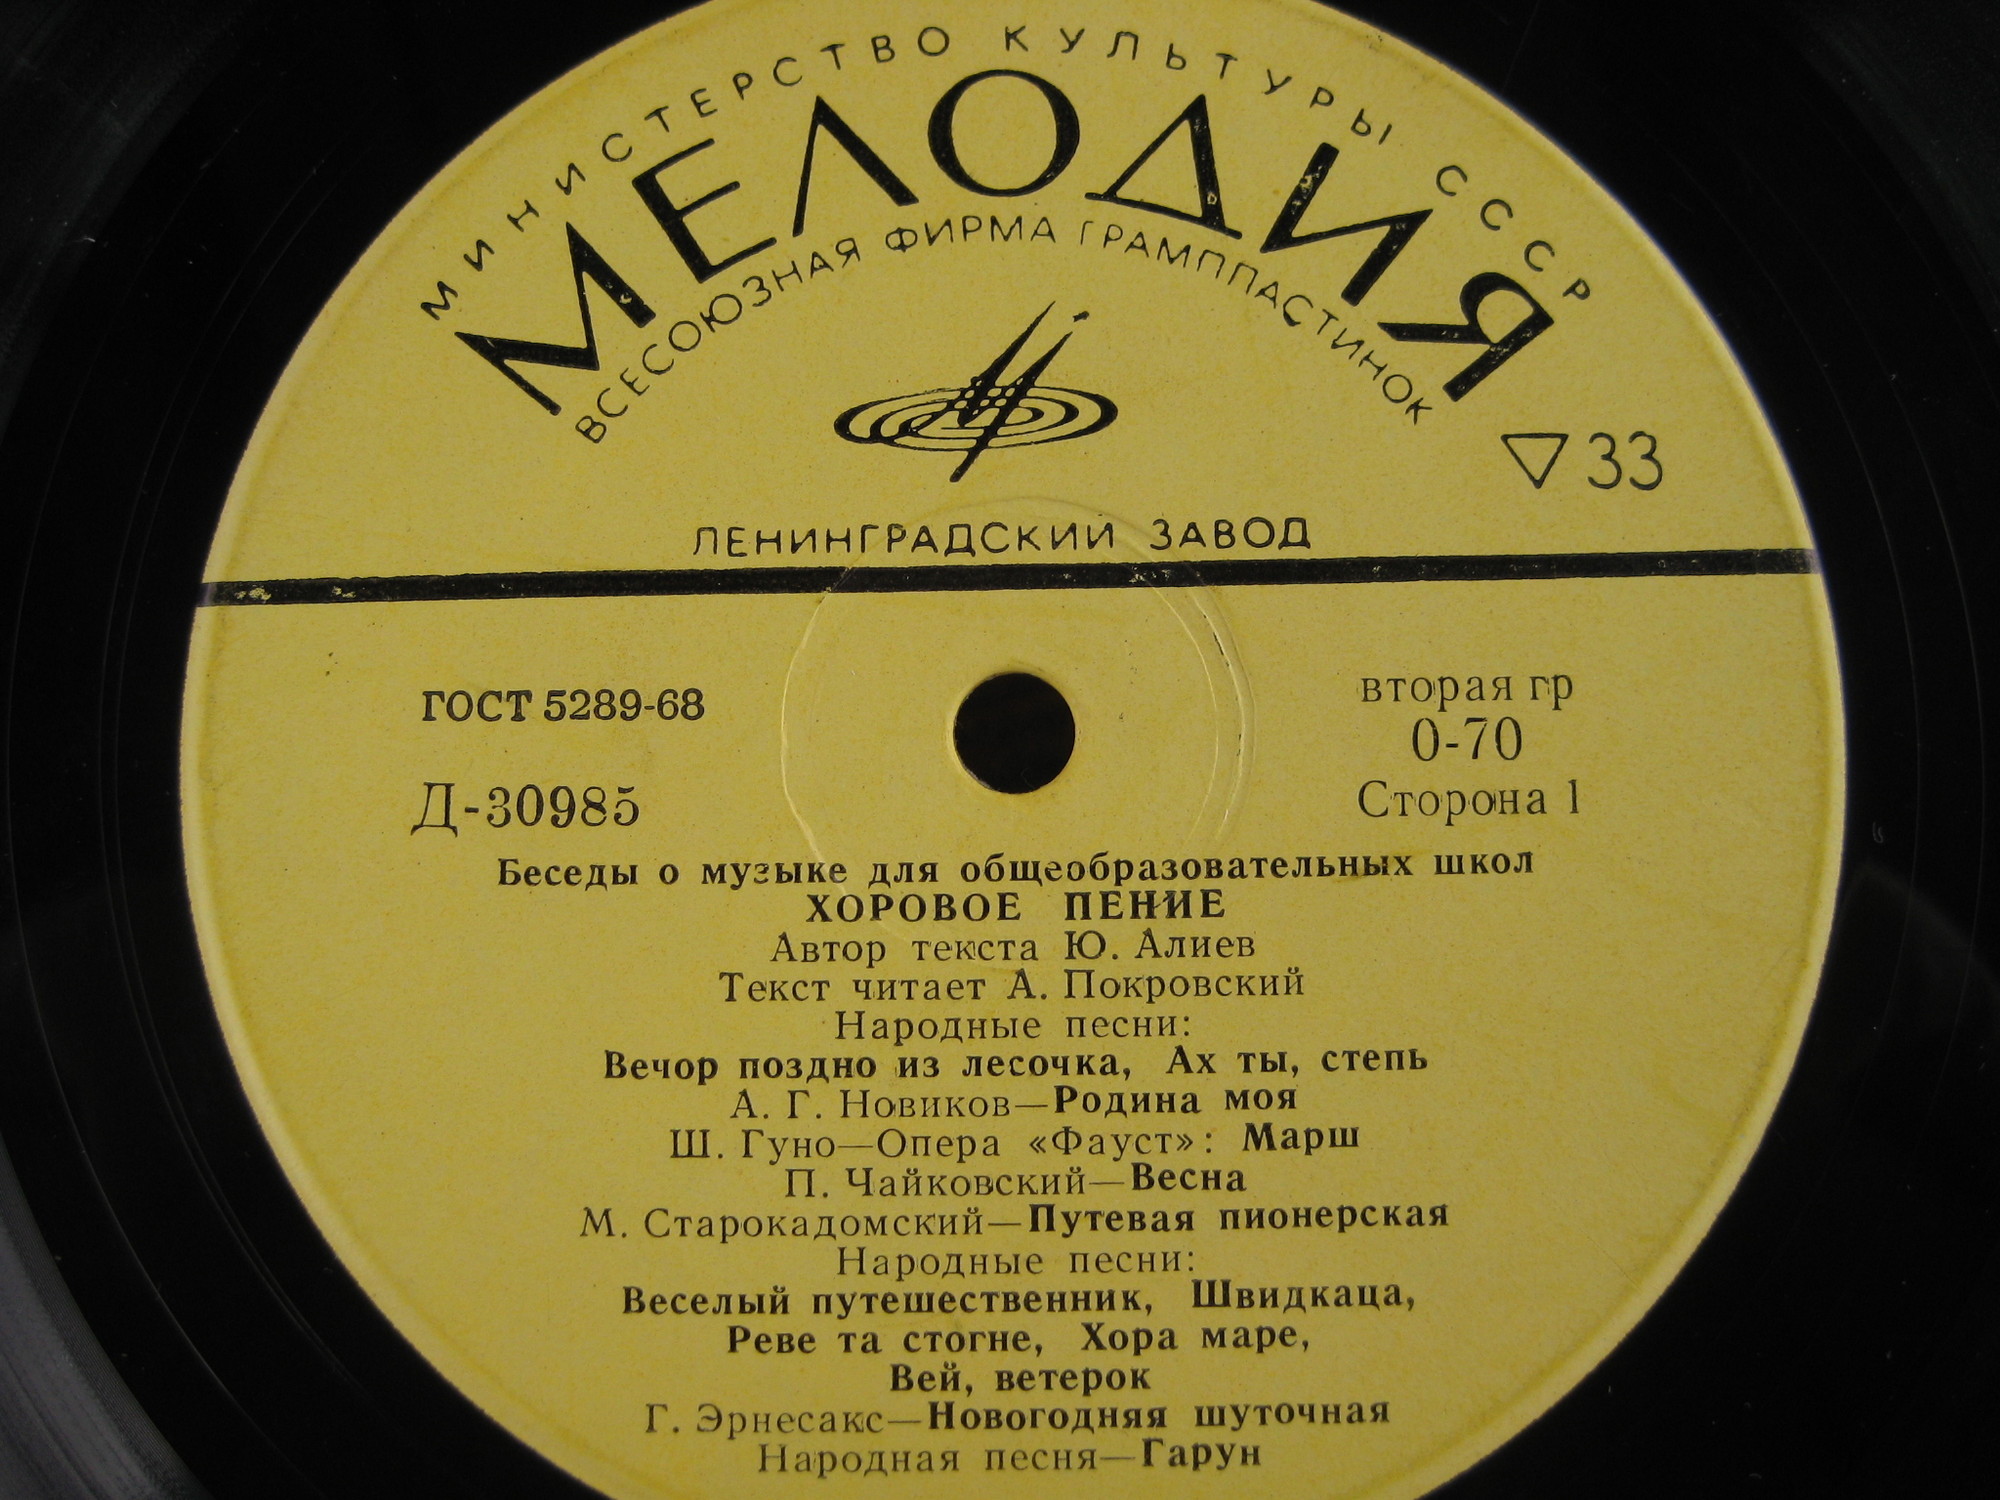 МИНИСТЕРСТВО КУЛЬТУРЫ СССР
МЕЛОДИЯ
ВСЕСОЮЗНАЯ ФИРМА ГРАМПЛАСТИНОК
▽ 33
ЛЕНИНГРАДСКИЙ ЗАВОД
ГОСТ 5289-68
Д-30985
вторая гр
0-70
Сторона 1
Беседы о музыке для общеобразовательных школ
ХОРОВОЕ ПЕНИЕ
Автор текста Ю. Алиев
Текст читает А. Покровский
Народные песни:
Вечор поздно из лесочка, Ах ты, степь
А. Г. Новиков—Родина моя
Ш. Гуно—Опера «Фауст»: Марш
П. Чайковский—Весна
М. Старокадомский—Путевая пионерская
Народные песни:
Веселый путешественник, Швидкаца,
Реве та стогне, Хора маре,
Вей, ветерок
Г. Эрнесакс—Новогодняя шуточная
Народная песня—Гарун